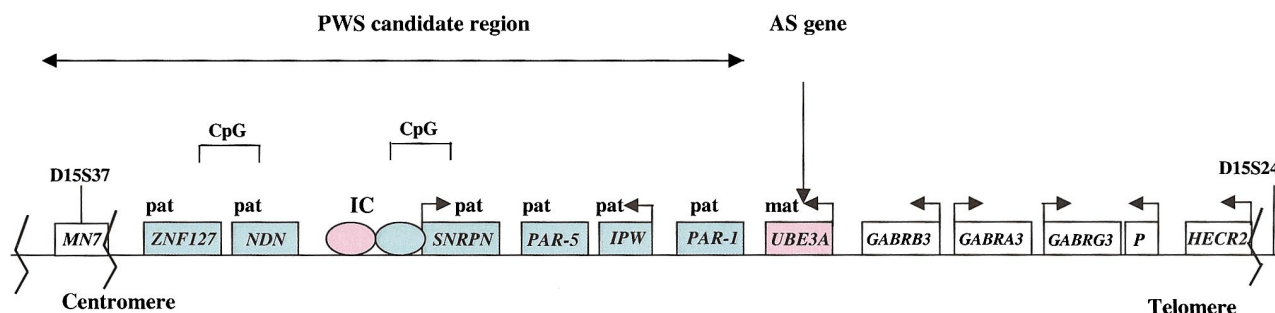 PWS candidate region AS gene
CpG CpG
D15S37 D15S24
pat pat IC pat pat pat pat mat
MN7 ZNF127 NDN SNRPN PAR-5 IPW PAR-1 UBE3A GABRB3 GABRA3 GABRG3 P HECR2
Centromere Telomere